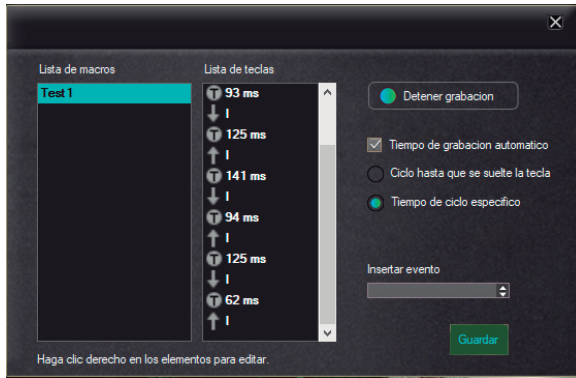 Lista de macros
Lista de teclas
Test1
93 ms
I
125 ms
I
141 ms
I
94 ms
I
125 ms
I
62 ms
I
Detener grabacion
Tiempo de grabacion automatico
Ciclo hasta que se suelte la tecla
Tiempo de ciclo especifico
Insertar evento
Guardar
Haga clic derecho en los elementos para editar.